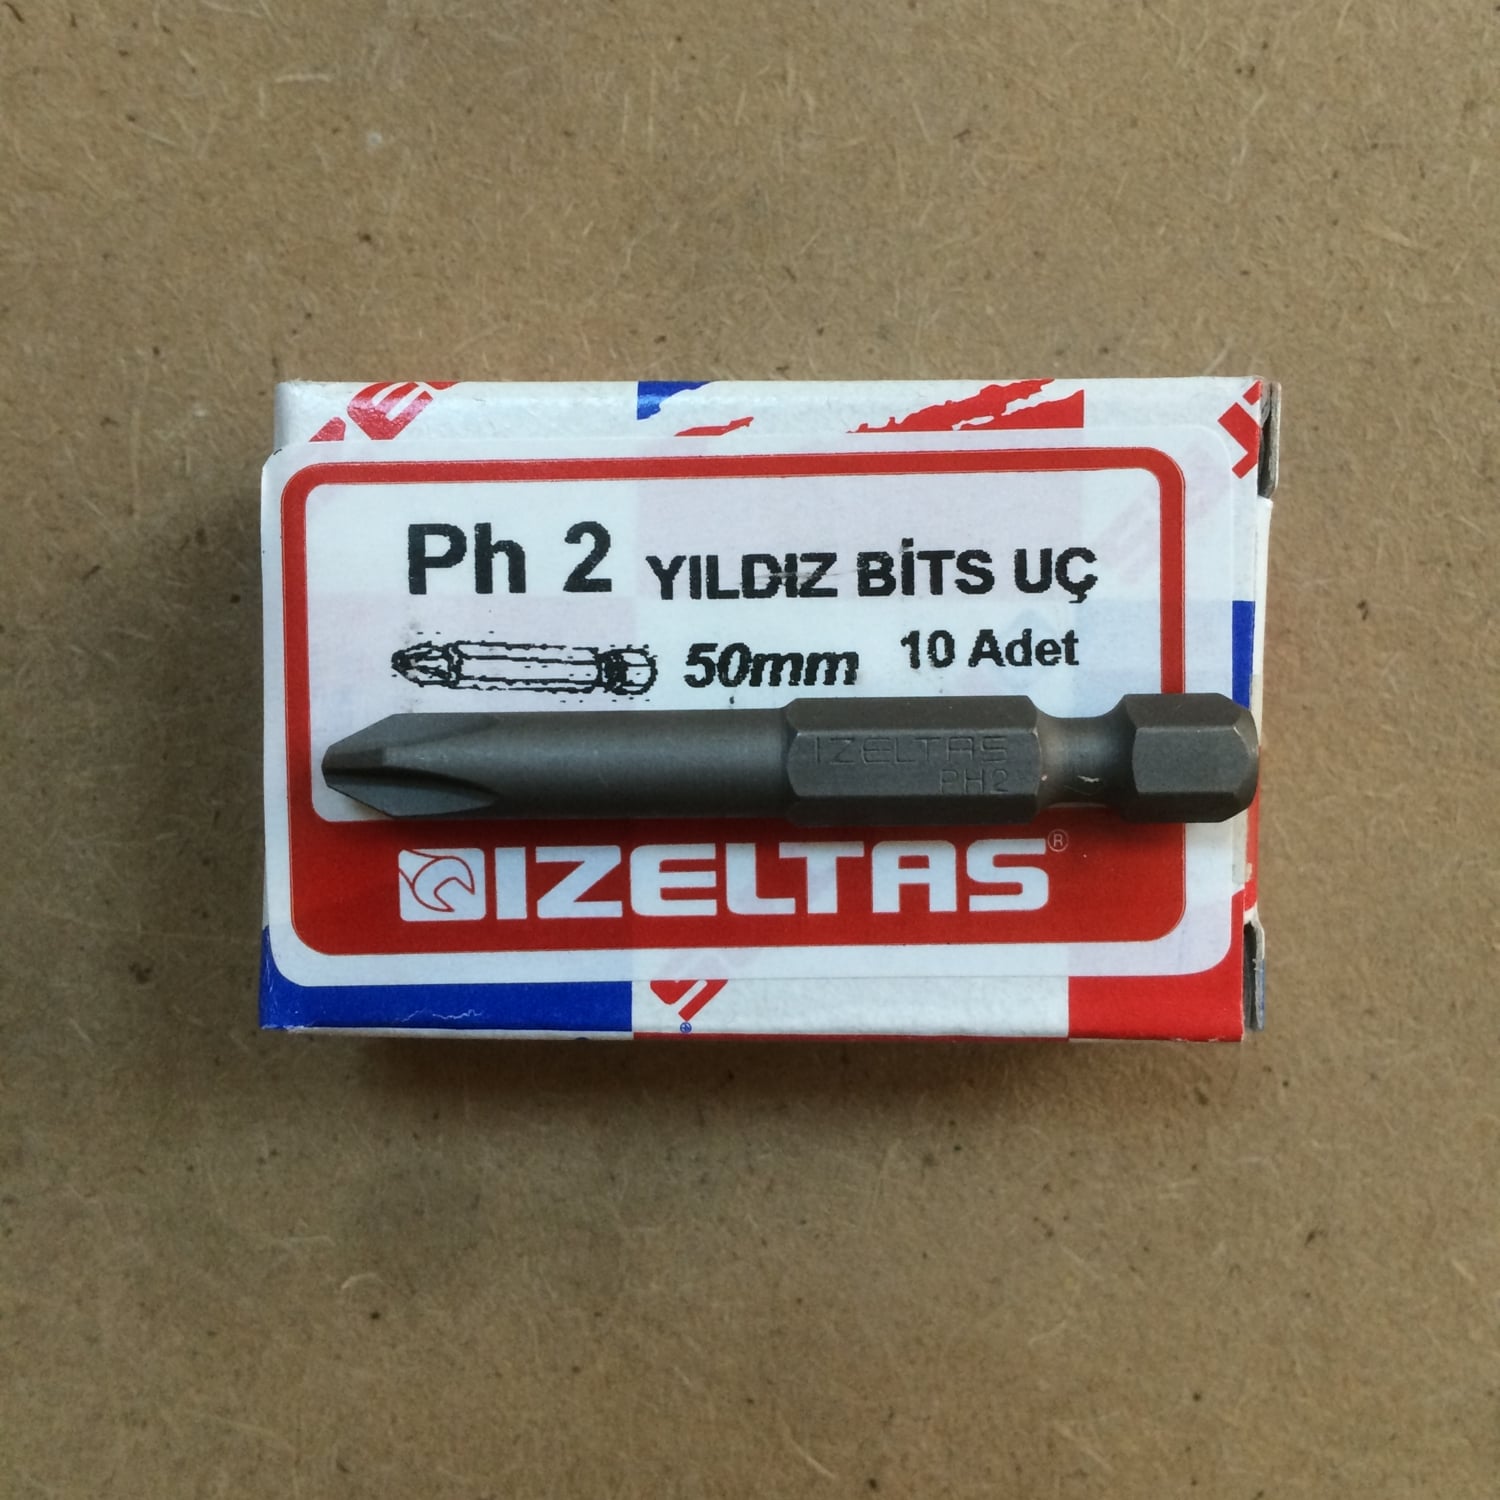 Ph 2 YILDIZ BİTS UÇ
50mm 10 Adet
IZELTAS
PH2
IZELTAS®